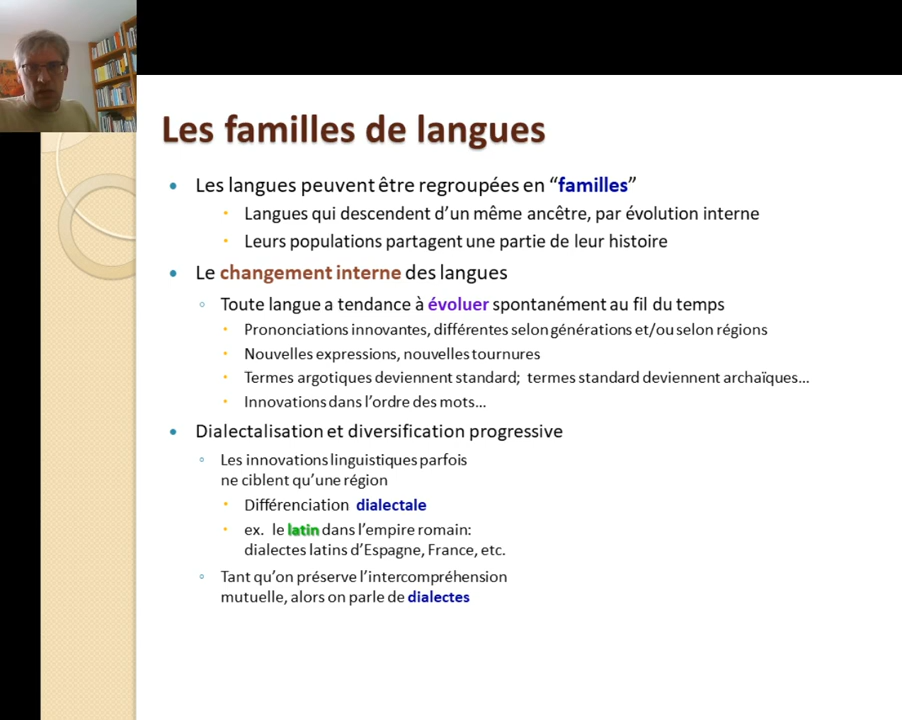 Les familles de langues
Les langues peuvent être regroupées en “familles”
Langues qui descendent d’un même ancêtre, par évolution interne
Leurs populations partagent une partie de leur histoire
Le changement interne des langues
Toute langue a tendance à évoluer spontanément au fil du temps
Prononciations innovantes, différentes selon générations et/ou selon régions
Nouvelles expressions, nouvelles tournures
Termes argotiques deviennent standard; termes standard deviennent archaïques…
Innovations dans l’ordre des mots…
Dialectalisation et diversification progressive
Les innovations linguistiques parfois
ne ciblent qu’une région
Différenciation dialectale
ex. le latin dans l’empire romain:
dialectes latins d’Espagne, France, etc.
Tant qu’on préserve l’intercompréhension
mutuelle, alors on parle de dialectes